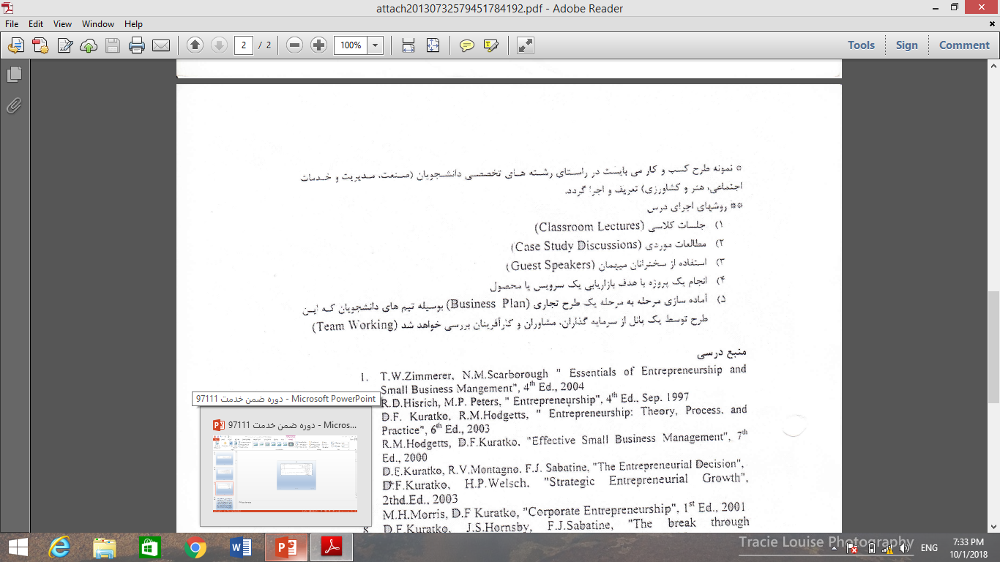 attach20130732579451784192.pdf - Adobe Reader
File Edit View Window Help
2 / 2 100% Tools Sign Comment
* نمونه طرح کسب و کار می بایست در راستای رشته های تخصصی دانشجویان (صنعت، مدیریت و خدمات
اجتماعی، هنر و کشاورزی) تعریف و اجرا گردد.
** روشهای اجرای درس
۱) جلسات کلاسی (Classroom Lectures)
۲) مطالعات موردی (Case Study Discussions)
۳) استفاده از سخنرانان میهمان (Guest Speakers)
۴) انجام یک پروژه با هدف بازاریابی یک سرویس یا محصول
۵) آماده سازی مرحله به مرحله یک طرح تجاری (Business Plan) بوسیله تیم های دانشجویان که این
طرح توسط یک پانل از سرمایه گذاران، مشاوران و کارآفرینان بررسی خواهد شد (Team Working)
منبع درسی
1. T.W.Zimmerer, N.M.Scarborough " Essentials of Entrepreneurship and
Small Business Mangement", 4th Ed., 2004
R.D.Hisrich, M.P. Peters, " Entrepreneurship", 4th Ed., Sep. 1997
D.F. Kuratko, R.M.Hodgetts, " Entrepreneurship: Theory, Process. and
Practice", 6th Ed., 2003
R.M.Hodgetts, D.F.Kuratko. "Effective Small Business Management", 7th
Ed., 2000
D.E.Kuratko, R.V.Montagno. F.J. Sabatine, "The Entrepreneurial Decision",
D.F.Kuratko, H.P.Welsch. "Strategic Entrepreneurial Growth",
2thd.Ed., 2003
M.H.Morris, D.F Kuratko, "Corporate Entrepreneurship", 1st Ed., 2001
8. D.F.Kuratko, J.S.Hornsby, F.J.Sabatine, "The break through
دوره ضمن خدمت 97111 - Microsoft PowerPoint
دوره ضمن خدمت 97111 - Micros...
Tracie Louise Photography
ENG
7:33 PM
10/1/2018